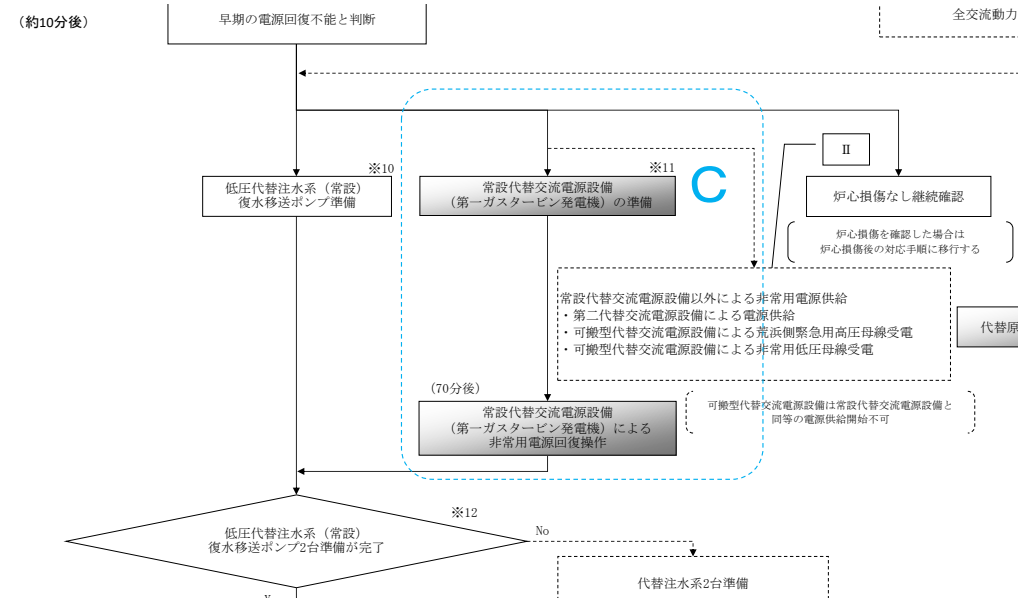 （約10分後）
早期の電源回復不能と判断
全交流動力
Ⅱ
※10
※11
C
低圧代替注水系（常設）
復水移送ポンプ準備
常設代替交流電源設備
（第一ガスタービン発電機）の準備
炉心損傷なし継続確認
炉心損傷を確認した場合は
炉心損傷後の対応手順に移行する
常設代替交流電源設備以外による非常用電源供給
・第二代替交流電源設備による電源供給
・可搬型代替交流電源設備による荒浜側緊急用高圧母線受電
・可搬型代替交流電源設備による非常用低圧母線受電
代替原
（70分後）
常設代替交流電源設備
（第一ガスタービン発電機）による
非常用電源回復操作
可搬型代替交流電源設備は常設代替交流電源設備と
同等の電源供給開始不可
※12
低圧代替注水系（常設）
復水移送ポンプ2台準備が完了
No
代替注水系2台準備